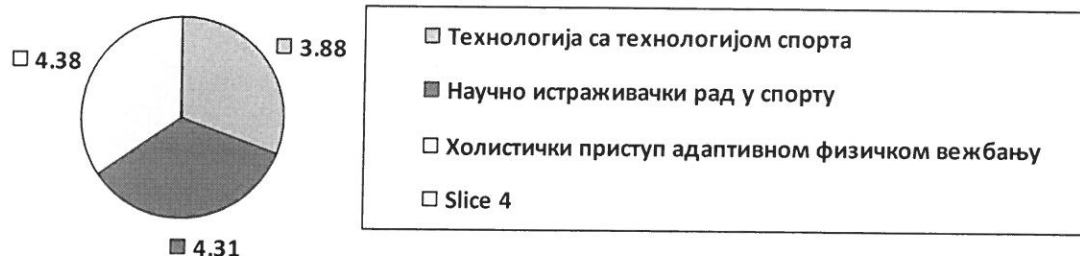 4.38
3.88
4.31
Технологија са технологијом спорта
Научно истраживачки рад у спорту
Холистички приступ адаптивном физичком вежбању
Slice 4